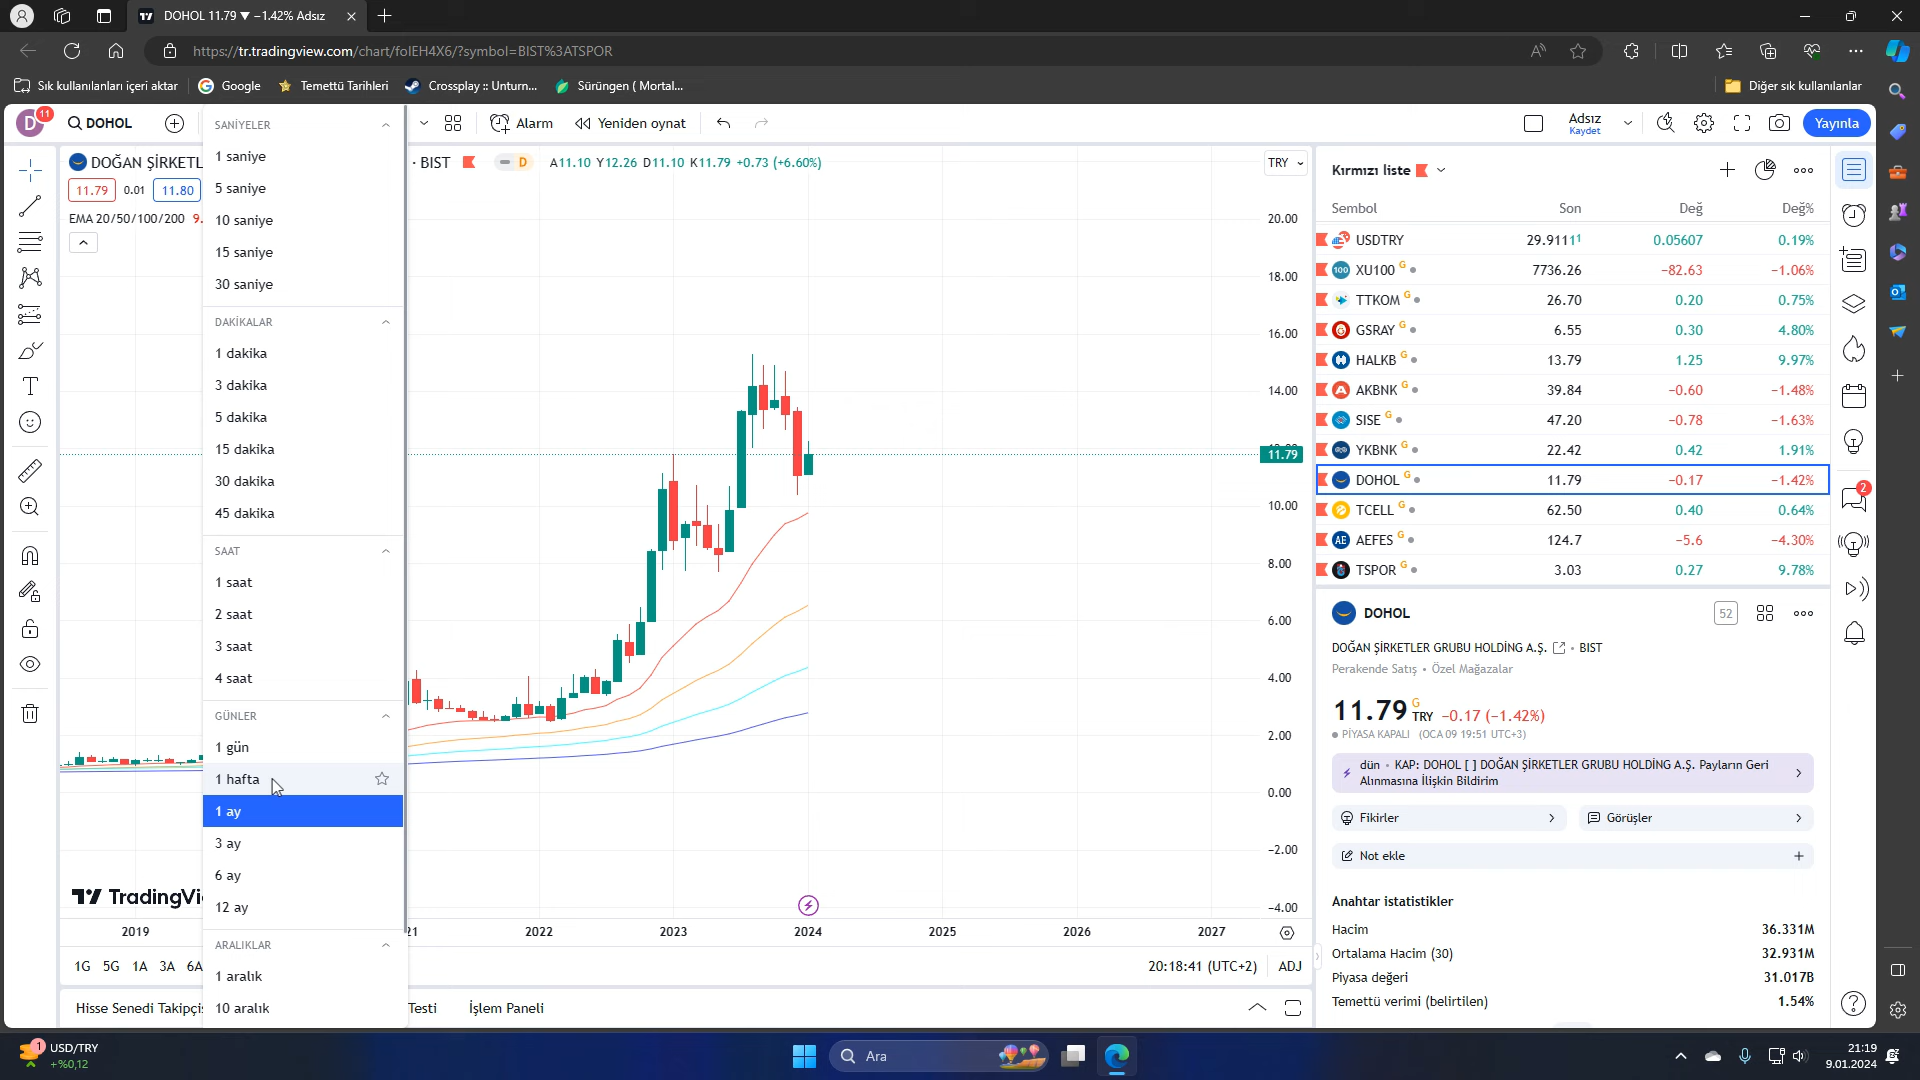 DOHOL 11.79 ▼ −1.42% Adsız
https://tr.tradingview.com/chart/folEH4X6/?symbol=BIST%3ATSPOR
Sık kullanılanları içeri aktar
Google
Temettü Tarihleri
Crossplay :: Unturn...
Sürüngen ( Mortal...
Diğer sık kullanılanlar
D
11
DOHOL
Alarm
Yeniden oynat
Adsız
Kaydet
Yayınla
DOĞAN ŞİRKETL
· BIST
D
A11.10 Y12.26 D11.10 K11.79 +0.73 (+6.60%)
TRY
11.79
0.01
11.80
EMA 20/50/100/200 9.
SANİYELER
1 saniye
5 saniye
10 saniye
15 saniye
30 saniye
DAKİKALAR
1 dakika
3 dakika
5 dakika
15 dakika
30 dakika
45 dakika
SAAT
1 saat
2 saat
3 saat
4 saat
GÜNLER
1 gün
1 hafta
1 ay
3 ay
6 ay
12 ay
ARALIKLAR
1 aralık
10 aralık
20.00
18.00
16.00
14.00
11.79
10.00
8.00
6.00
4.00
2.00
0.00
−2.00
−4.00
TradingVi
2019
21
2022
2023
2024
2025
2026
2027
1G 5G 1A 3A 6A
20:18:41 (UTC+2)
ADJ
Hisse Senedi Takipçis
Testi
İşlem Paneli
Kırmızı liste
Sembol Son Değ Değ%
USDTRY 29.9111¹ 0.05607 0.19%
100 XU100 G 7736.26 −82.63 −1.06%
TTKOM G 26.70 0.20 0.75%
GSRAY G 6.55 0.30 4.80%
HALKB G 13.79 1.25 9.97%
AKBNK G 39.84 −0.60 −1.48%
SISE G 47.20 −0.78 −1.63%
YKBNK G 22.42 0.42 1.91%
DOHOL G 11.79 −0.17 −1.42%
TCELL G 62.50 0.40 0.64%
AE AEFES G 124.7 −5.6 −4.30%
TSPOR G 3.03 0.27 9.78%
2
DOHOL
52
DOĞAN ŞİRKETLER GRUBU HOLDİNG A.Ş. • BIST
Perakende Satış • Özel Mağazalar
11.79 G TRY −0.17 (−1.42%)
PİYASA KAPALI (OCA 09 19:51 UTC+3)
dün • KAP: DOHOL [ ] DOĞAN ŞİRKETLER GRUBU HOLDİNG A.Ş. Payların Geri
Alınmasına İlişkin Bildirim
Fikirler
Görüşler
Not ekle
Anahtar istatistikler
Hacim 36.331M
Ortalama Hacim (30) 32.931M
Piyasa değeri 31.017B
Temettü verimi (belirtilen) 1.54%
1
USD/TRY
+%0,12
Ara
21:19
9.01.2024